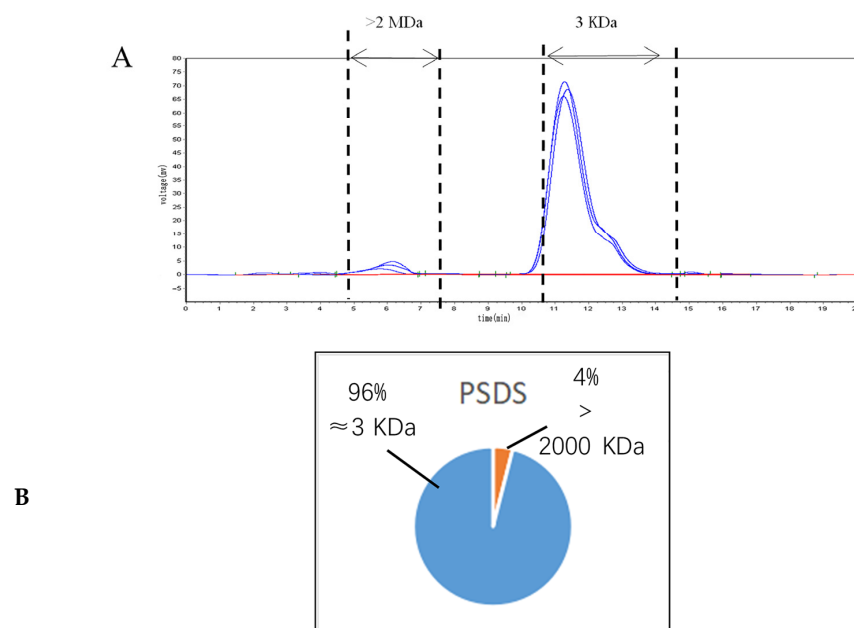 >2 MDa
3 KDa
A
80
75
70
65
60
55
50
45
40
35
30
25
20
15
10
5
0
-5
voltage(mv)
0 1 2 3 4 5 6 7 8 9 10 11 12 13 14 15 16 17 18 19 20
time(min)
B
PSDS
96%
≈3 KDa
4%
>
2000 KDa